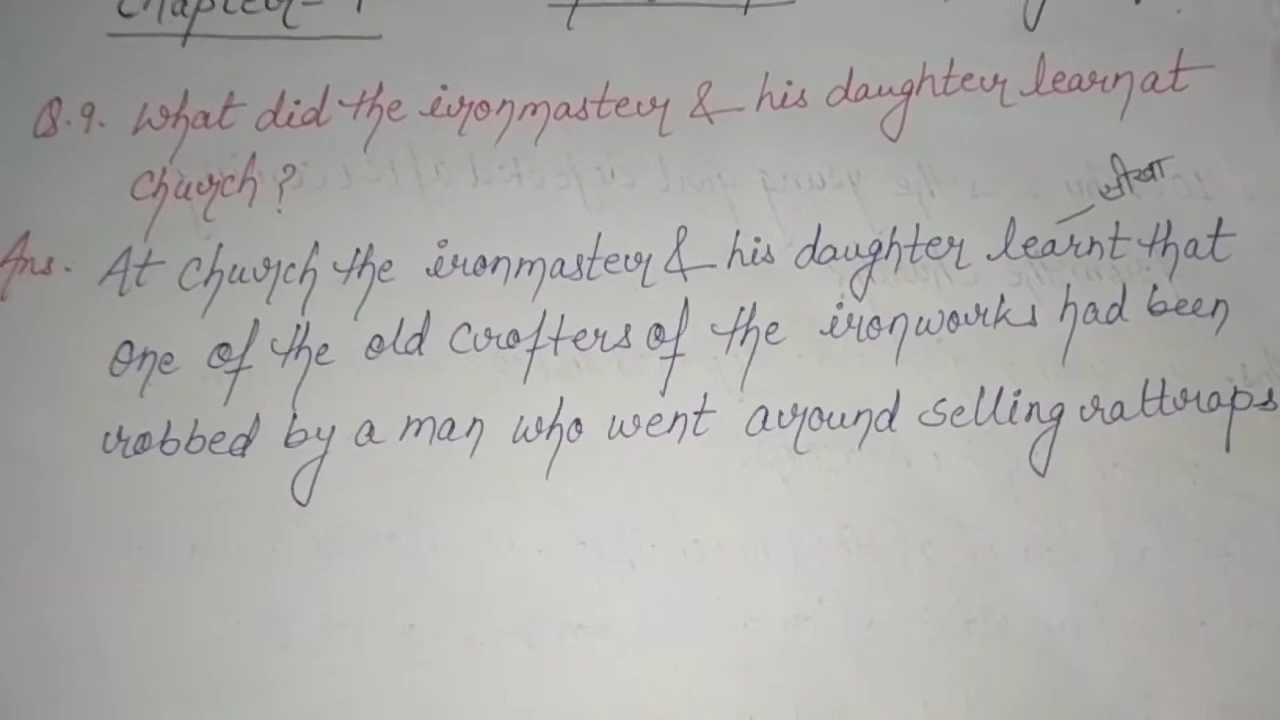 Chapter-
Q.9. What did the ironmaster & his daughter learn at
church?
सीखा
Ans. At church the ironmaster & his daughter learnt that
one of the old crofters of the ironworks had been
robbed by a man who went around selling rattraps